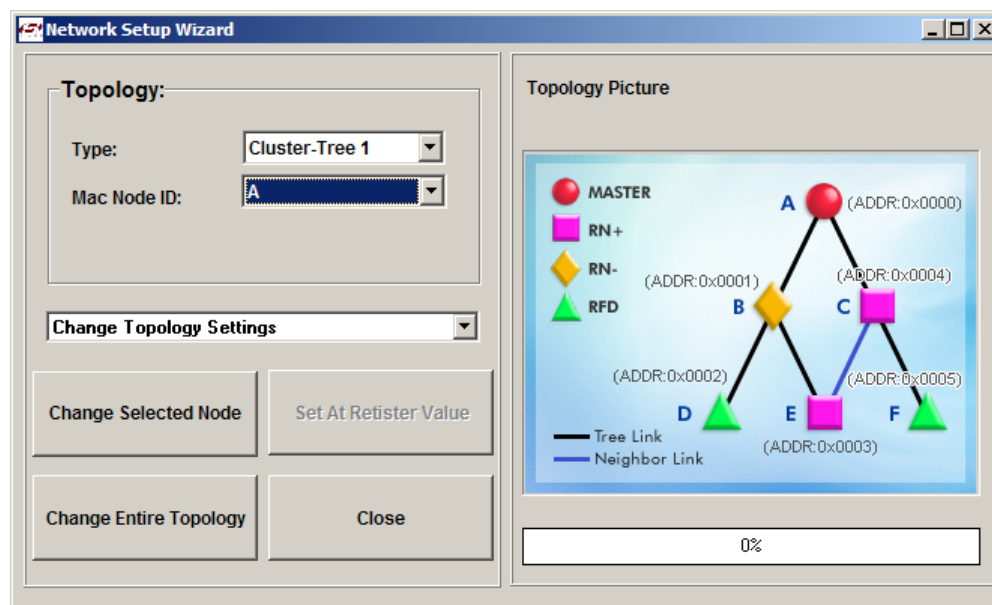 Network Setup Wizard
Topology:
Type:
Cluster-Tree 1
Mac Node ID:
A
Change Topology Settings
Change Selected Node
Set At Retister Value
Change Entire Topology
Close
Topology Picture
MASTER
RN+
RN-
RFD
A
(ADDR:0x0000)
(ADDR:0x0001)
B
(ADDR:0x0004)
C
(ADDR:0x0002)
D
E
(ADDR:0x0003)
(ADDR:0x0005)
F
Tree Link
Neighbor Link
0%